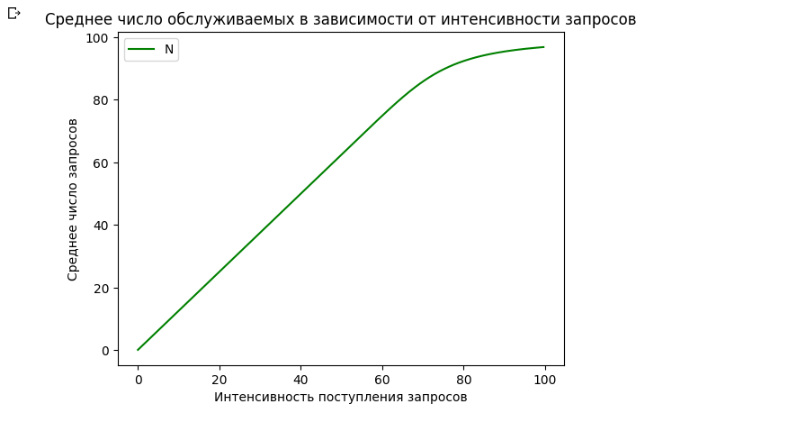 Среднее число обслуживаемых в зависимости от интенсивности запросов
100
N
80
60
40
20
0
Среднее число запросов
0 20 40 60 80 100
Интенсивность поступления запросов